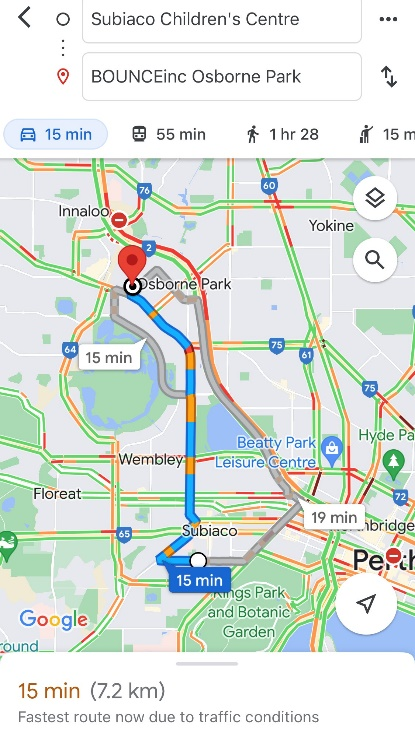 Subiaco Children's Centre
BOUNCEinc Osborne Park
15 min
55 min
1 hr 28
15 m
76
60
Innaloo
Yokine
2
Osborne Park
75
61
64
15 min
75
Beatty Park
Leisure Centre
Hyde Pa
Wembley
72
Floreat
19 min
hbridge
65
Subiaco
Perth
15 min
Kings Park
and Botanic
Garden
Google
round
15 min (7.2 km)
Fastest route now due to traffic conditions